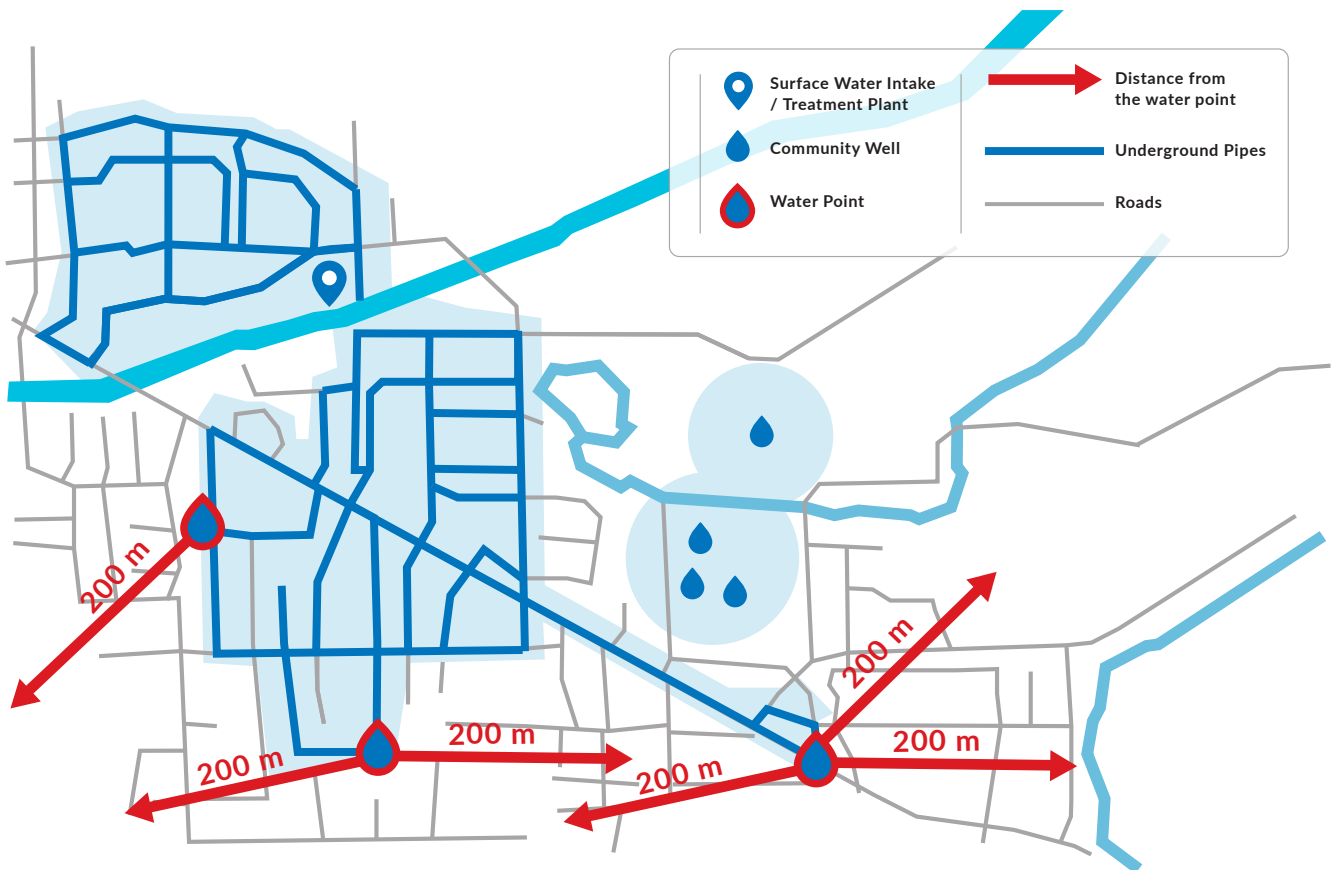 Surface Water Intake
/ Treatment Plant
Community Well
Water Point
Distance from
the water point
Underground Pipes
Roads
200 m
200 m
200 m
200 m
200 m
200 m